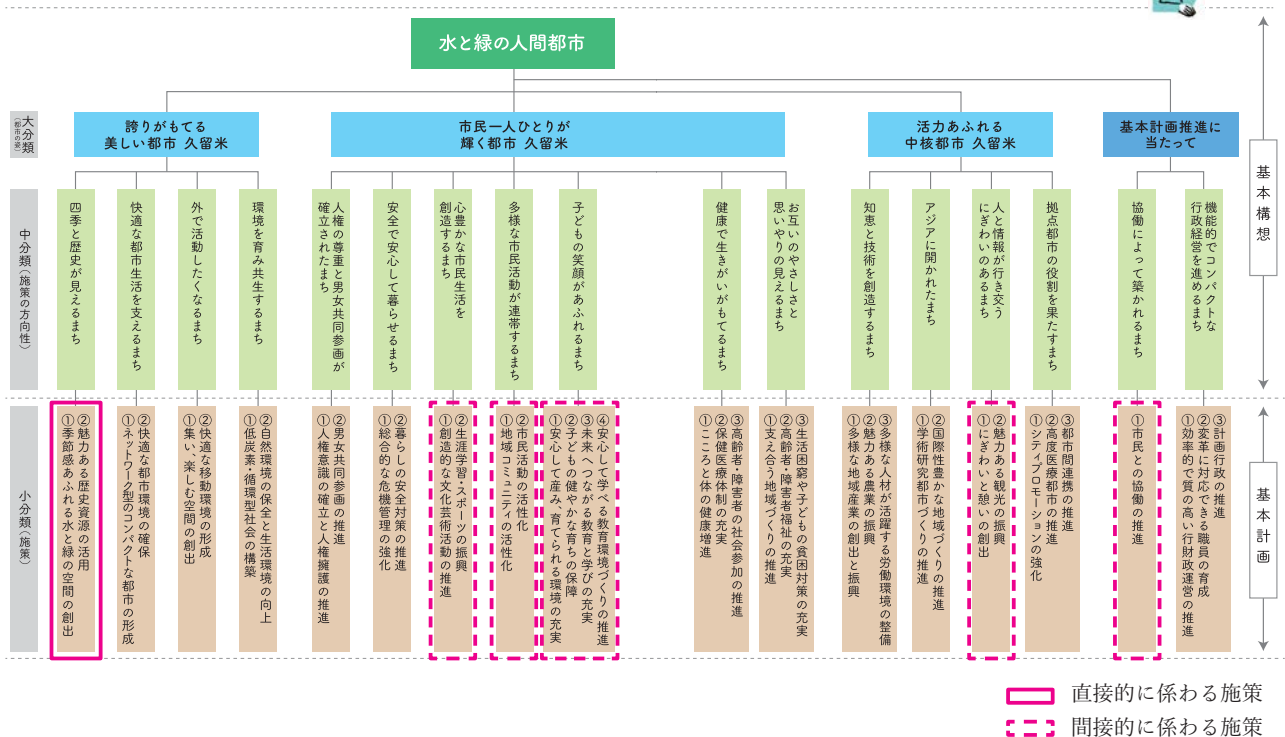 水と緑の人間都市
大分類
(都市の姿)
誇りがもてる
美しい都市 久留米
市民一人ひとりが
輝く都市 久留米
活力あふれる
中核都市 久留米
基本計画推進に
当たって
基本構想
中分類(施策の方向性)
四季と歴史が見えるまち
快適な都市生活を支えるまち
外で活動したくなるまち
環境を育み共生するまち
人権の尊重と男女共同参画が
確立されたまち
安全で安心して暮らせるまち
心豊かな市民生活を
創造するまち
多様な市民活動が連帯するまち
子どもの笑顔があふれるまち
健康で生きがいがもてるまち
お互いのやさしさと
思いやりの見えるまち
知恵と技術を創造するまち
アジアに開かれたまち
人と情報が行き交う
にぎわいのあるまち
拠点都市の役割を果たすまち
協働によって築かれるまち
機能的でコンパクトな
行政経営を進めるまち
基本計画
小分類(施策)
①季節感あふれる水と緑の空間の創出
②魅力ある歴史資源の活用
①ネットワーク型のコンパクトな都市の形成
②快適な都市環境の確保
①集い、楽しむ空間の創出
②快適な移動環境の形成
①低炭素・循環型社会の構築
②自然環境の保全と生活環境の向上
①人権意識の確立と人権擁護の推進
②男女共同参画の推進
①総合的な危機管理の強化
②暮らしの安全対策の推進
①創造的な文化芸術活動の推進
②生涯学習・スポーツの振興
①地域コミュニティの活性化
②市民活動の活性化
①安心して産み、育てられる環境の充実
②子どもの健やかな育ちの保障
③未来へつながる教育と学びの充実
④安心して学べる教育環境づくりの推進
①こころと体の健康増進
②保健医療体制の充実
③高齢者・障害者の社会参加の推進
①支え合う地域づくりの推進
②高齢者・障害者福祉の充実
③生活困窮や子どもの貧困対策の充実
①多様な地域産業の創出と振興
②魅力ある農業の振興
③多様な人材が活躍する労働環境の整備
①学術研究都市づくりの推進
②国際性豊かな地域づくりの推進
①にぎわいと憩いの創出
②魅力ある観光の振興
①シティプロモーションの強化
②高度医療都市の推進
③都市間連携の推進
①市民との協働の推進
①効率的で質の高い行財政運営の推進
②変革に対応できる職員の育成
③計画行政の推進
直接的に係わる施策
間接的に係わる施策